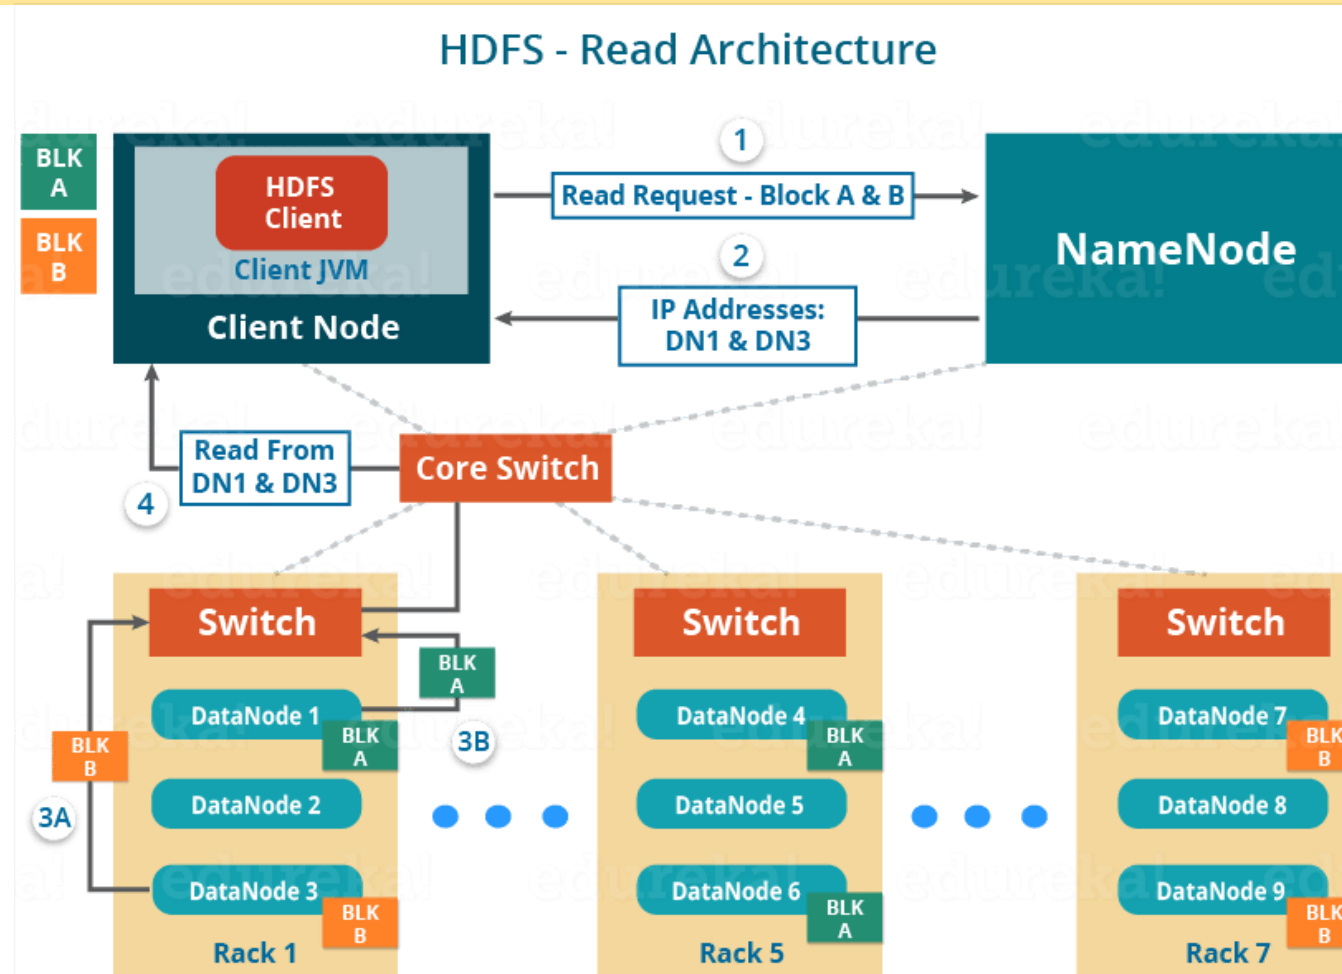 HDFS - Read Architecture
BLK
A
BLK
B
HDFS
Client
Client JVM
Client Node
1
Read Request - Block A & B
2
IP Addresses:
DN1 & DN3
NameNode
Read From
DN1 & DN3
4
Core Switch
Switch
BLK
A
DataNode 1
BLK
A
3B
BLK
B
3A
DataNode 2
DataNode 3
BLK
B
Rack 1
Switch
DataNode 4
BLK
A
DataNode 5
DataNode 6
BLK
A
Rack 5
Switch
DataNode 7
BLK
B
DataNode 8
DataNode 9
BLK
B
Rack 7
edureka!